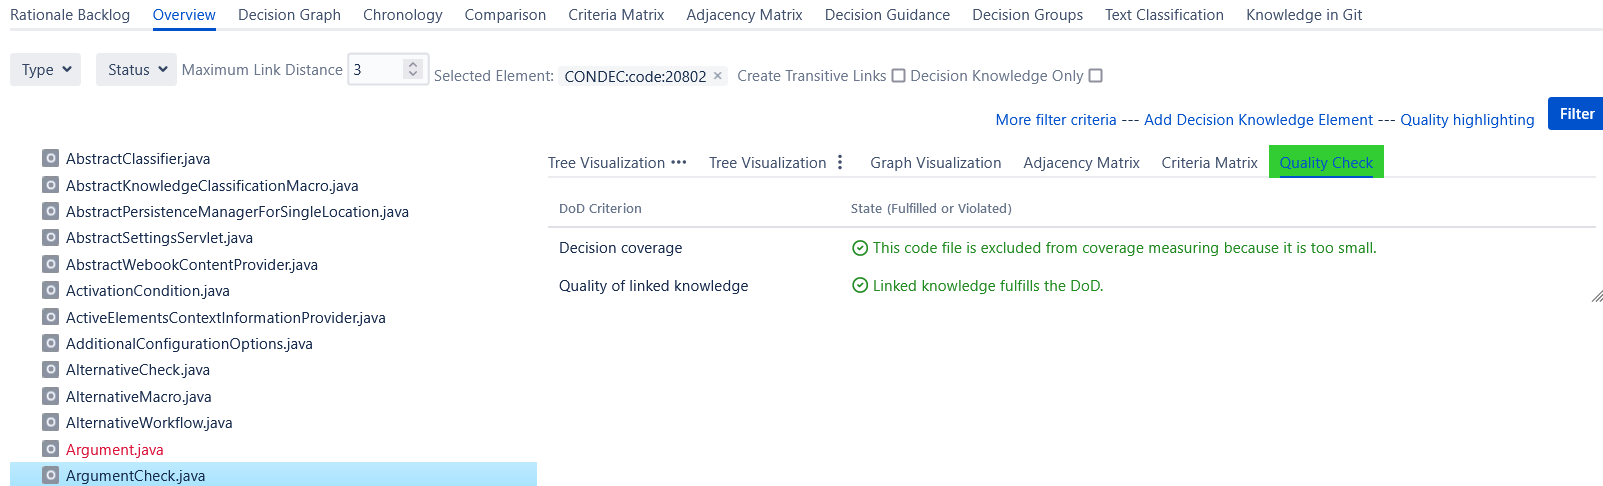 Rationale Backlog Overview Decision Graph Chronology Comparison Criteria Matrix Adjacency Matrix Decision Guidance Decision Groups Text Classification Knowledge in Git
Type Status Maximum Link Distance 3 Selected Element: CONDEC:code:20802 × Create Transitive Links Decision Knowledge Only
More filter criteria --- Add Decision Knowledge Element --- Quality highlighting Filter
AbstractClassifier.java
AbstractKnowledgeClassificationMacro.java
AbstractPersistenceManagerForSingleLocation.java
AbstractSettingsServlet.java
AbstractWebookContentProvider.java
ActivationCondition.java
ActiveElementsContextInformationProvider.java
AdditionalConfigurationOptions.java
AlternativeCheck.java
AlternativeMacro.java
AlternativeWorkflow.java
Argument.java
ArgumentCheck.java
Tree Visualization ••• Tree Visualization ⋮ Graph Visualization Adjacency Matrix Criteria Matrix Quality Check
DoD Criterion State (Fulfilled or Violated)
Decision coverage This code file is excluded from coverage measuring because it is too small.
Quality of linked knowledge Linked knowledge fulfills the DoD.